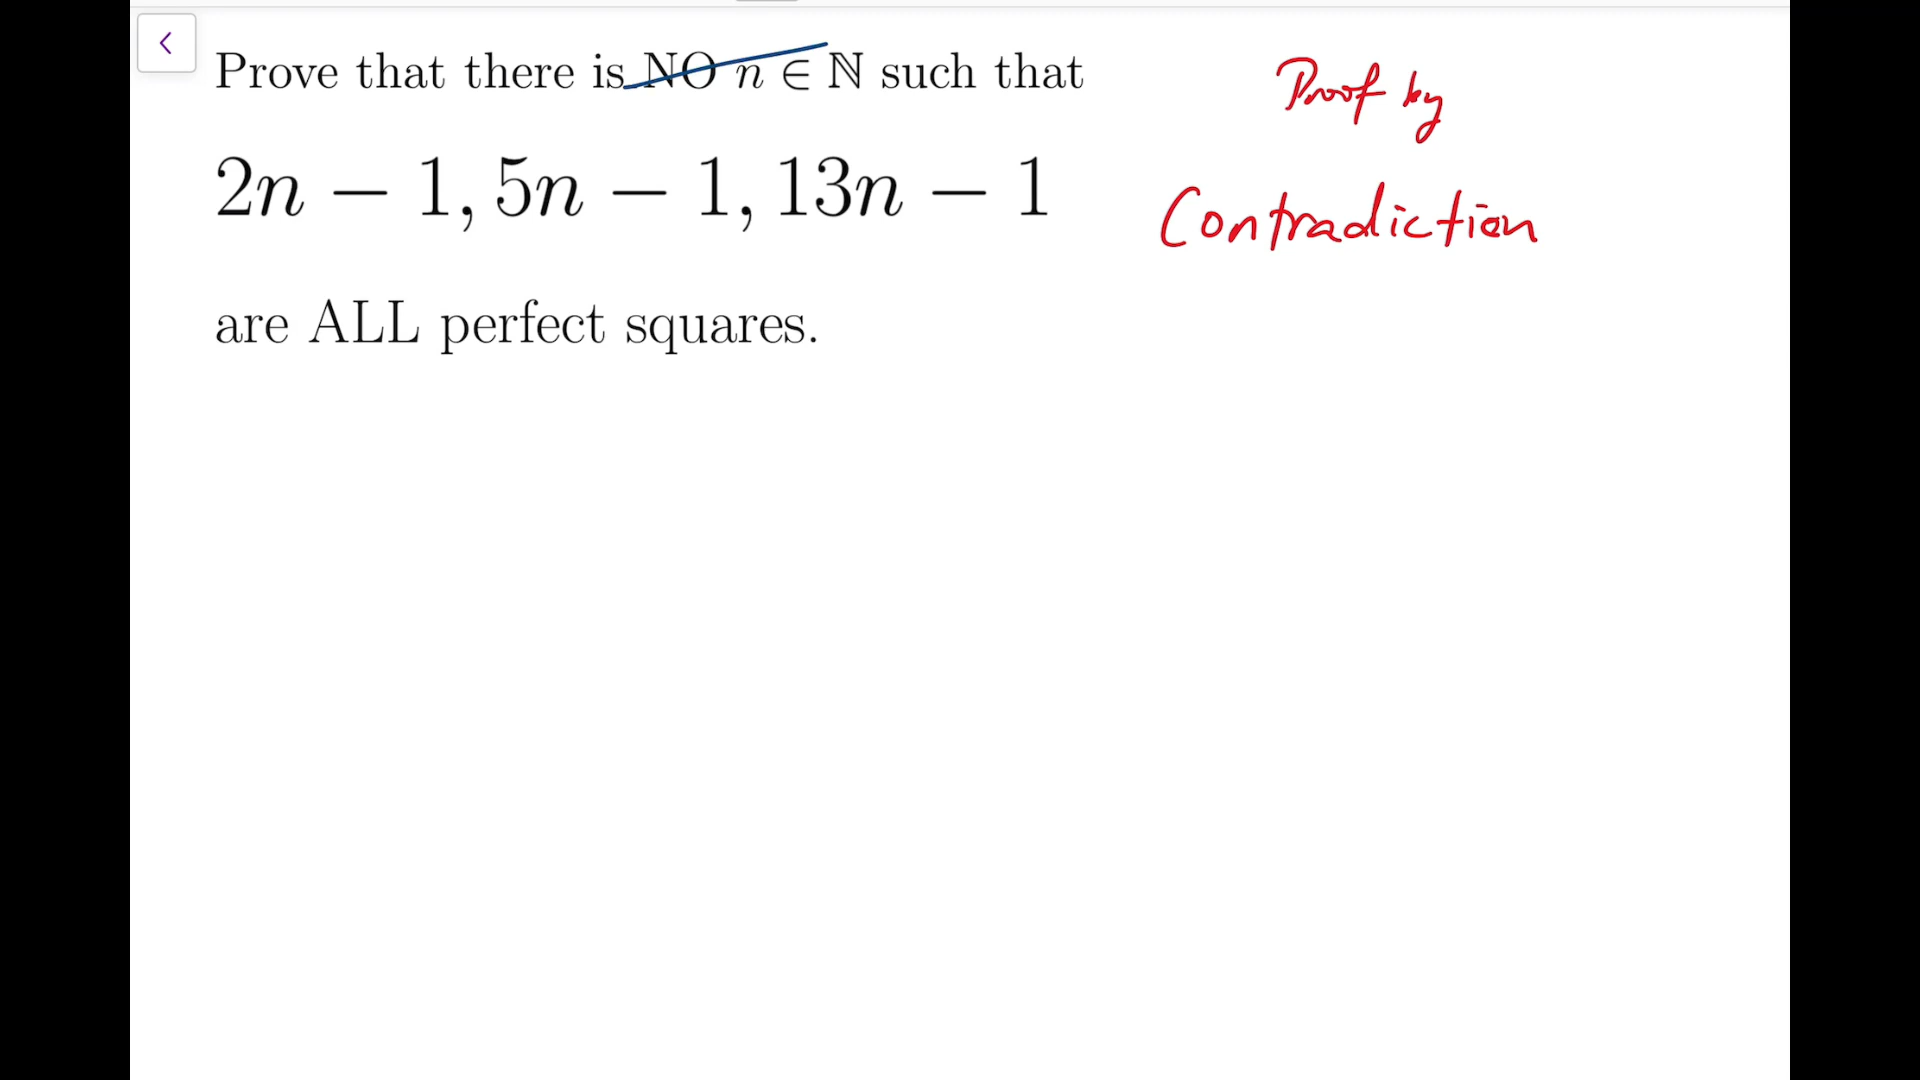 Prove that there is NO n ∈ ℕ such that
2n − 1, 5n − 1, 13n − 1
are ALL perfect squares.
Proof by
Contradiction